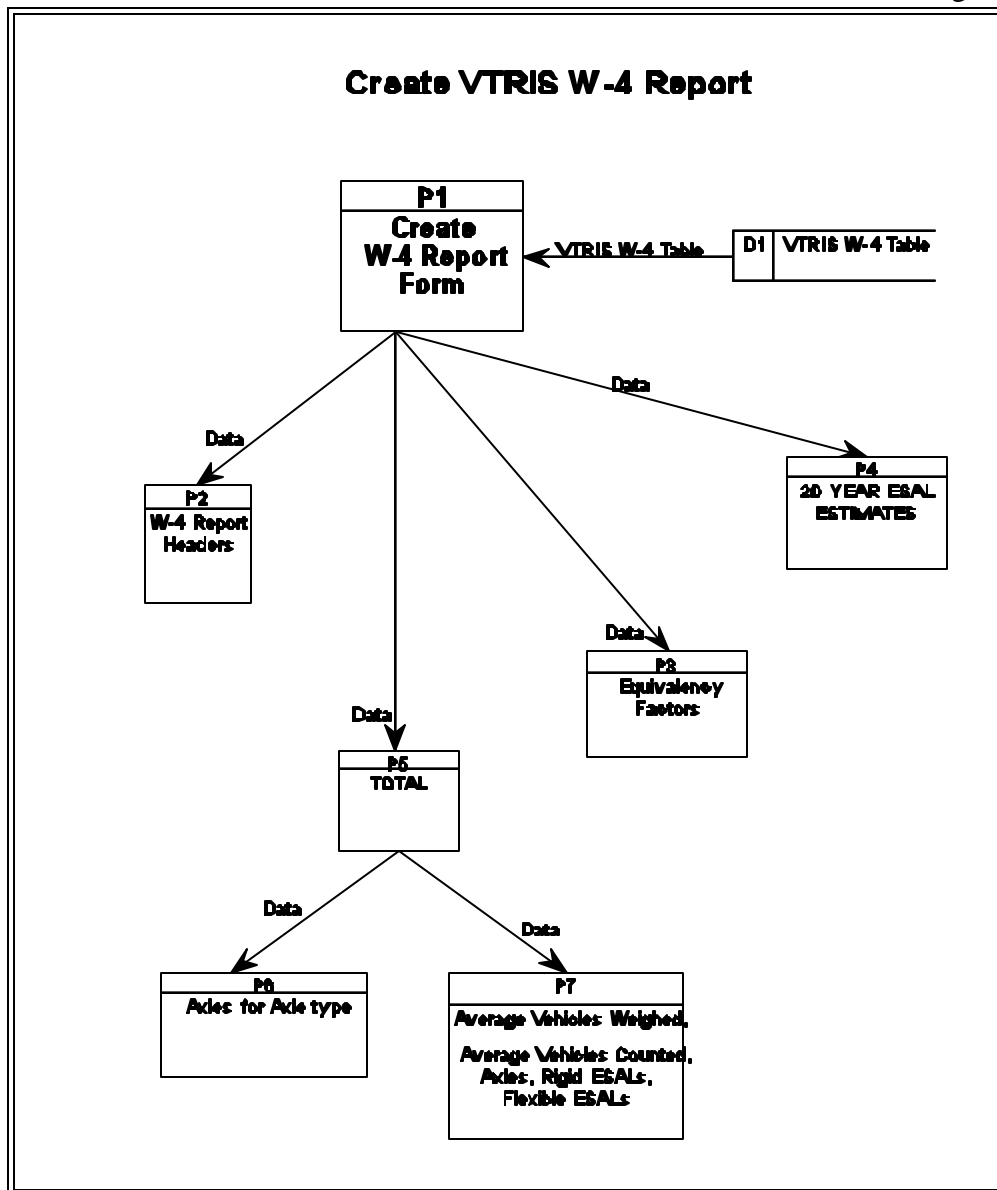 Create VTRIS W-4 Report
P1
Create
W-4 Report
Form
VTRIS W-4 Table
D1
VTRIS W-4 Table
Data
Data
P4
20 YEAR ESAL
ESTIMATES
P2
W-4 Report
Headers
Data
P3
Equivalency
Factors
Data
P5
TOTAL
Data
Data
P6
Axles for Axle type
P7
Average Vehicles Weighed,
Average Vehicles Counted,
Axles, Rigid ESALs,
Flexible ESALs